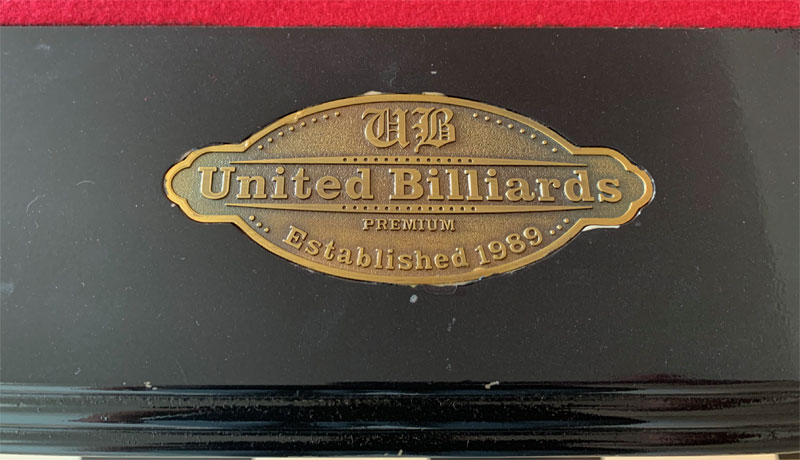 UB
United Billiards
PREMIUM
Established 1989